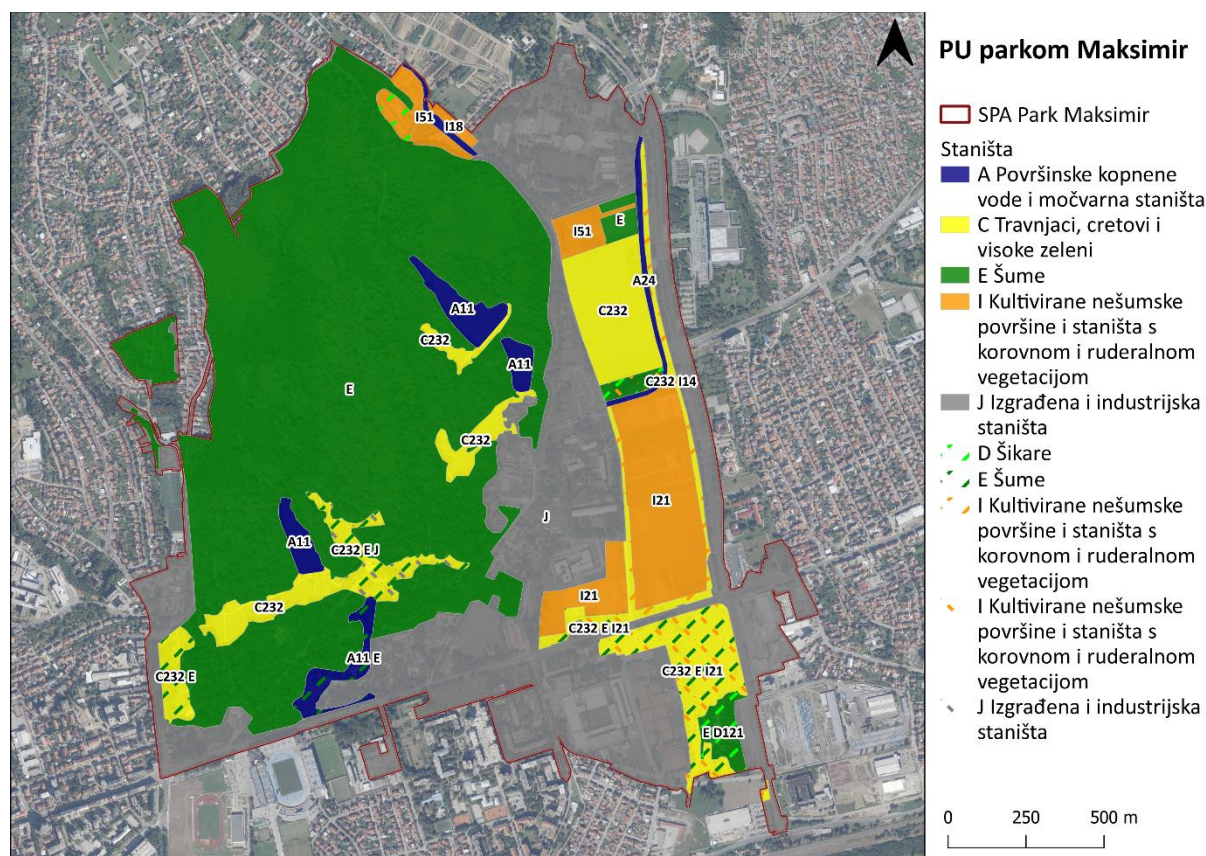 PU parkom Maksimir
SPA Park Maksimir
Staništa
A Površinske kopnene
vode i močvarna staništa
C Travnjaci, cretovi i
visoke zeleni
E Šume
I Kultivirane nešumske
površine i staništa s
korovnom i ruderalnom
vegetacijom
J Izgrađena i industrijska
staništa
D Šikare
E Šume
I Kultivirane nešumske
površine i staništa s
korovnom i ruderalnom
vegetacijom
I Kultivirane nešumske
površine i staništa s
korovnom i ruderalnom
vegetacijom
J Izgrađena i industrijska
staništa
0 250 500 m
I51
I18
E
I51
A24
A11
C232
C232
A11
C232 I14
E
C232
I21
A11
J
C232 E J
I21
C232
C232 E I21
A11 E
C232 E
C232 E I21
E D121